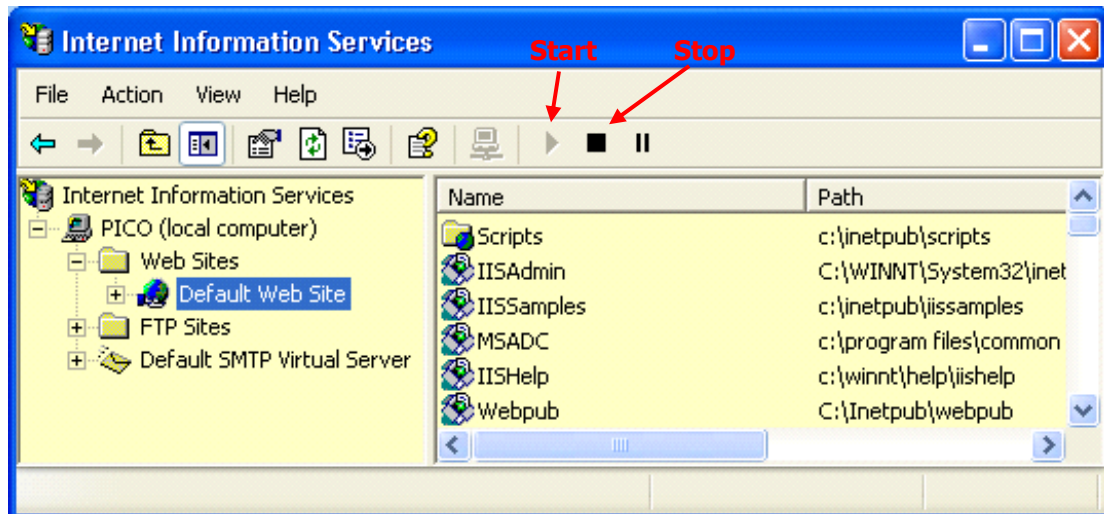 Internet Information Services
Start Stop
File Action View Help
Internet Information Services
PICO (local computer)
Web Sites
Default Web Site
FTP Sites
Default SMTP Virtual Server
Name Path
Scripts c:\inetpub\scripts
IISAdmin C:\WINNT\System32\inet
IISSamples c:\inetpub\iissamples
MSADC c:\program files\common
IISHelp c:\winnt\help\iishelp
Webpub C:\Inetpub\webpub